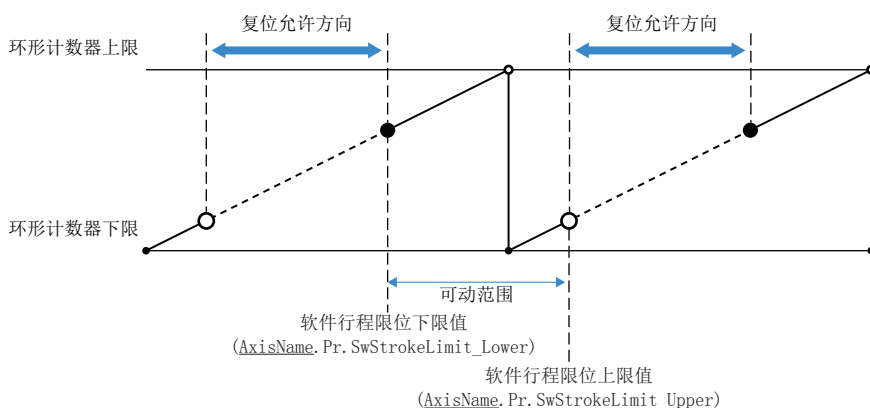 复位允许方向
复位允许方向
环形计数器上限
环形计数器下限
可动范围
软件行程限位下限值
(AxisName.Pr.SwStrokeLimit_Lower)
软件行程限位上限值
(AxisName.Pr.SwStrokeLimit Upper)